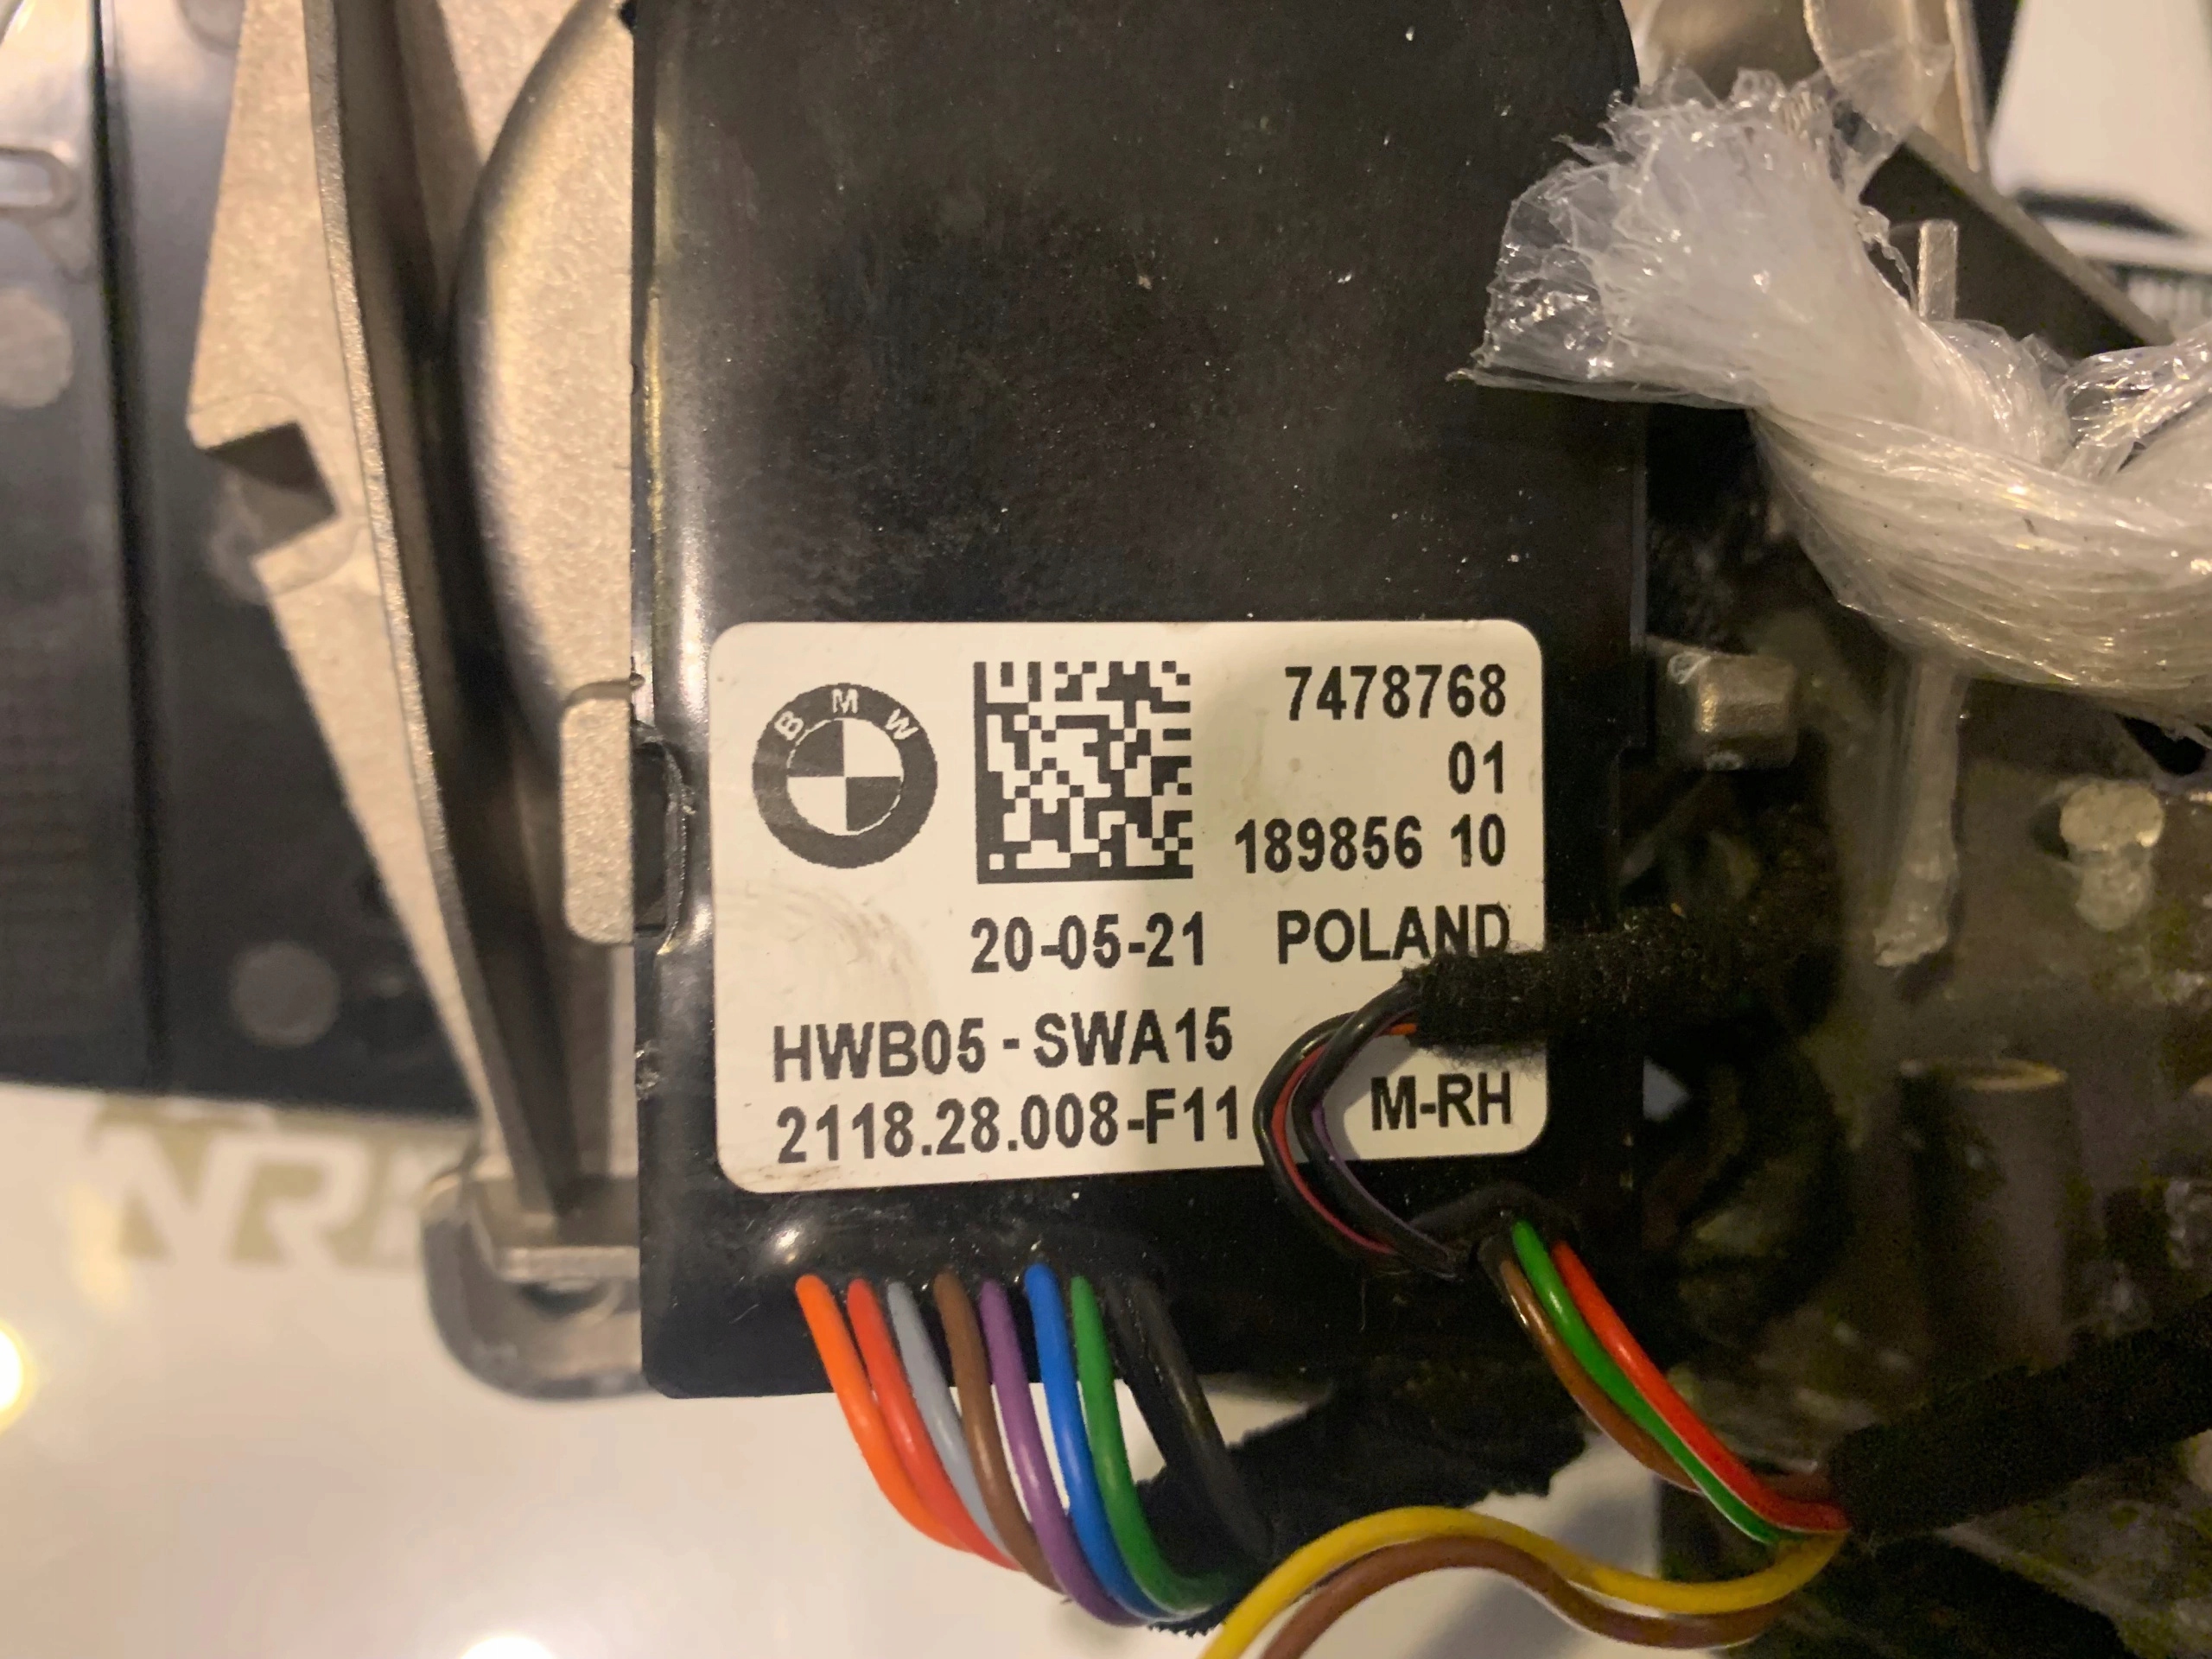 BMW
7478768
01
189856 10
20-05-21 POLAND
HWB05 - SWA15
2118.28.008-F11 M-RH